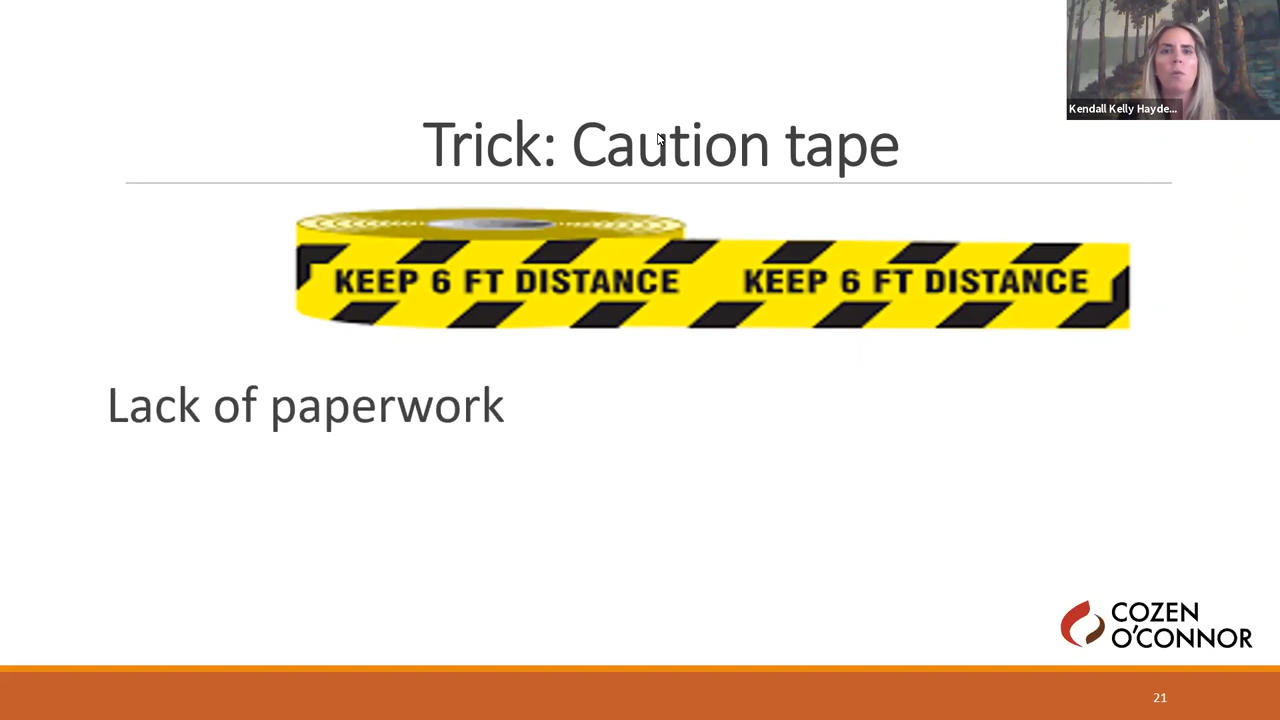 Kendall Kelly Hayde...
Trick: Caution tape
KEEP 6 FT DISTANCE KEEP 6 FT DISTANCE
Lack of paperwork
COZEN
O'CONNOR
21